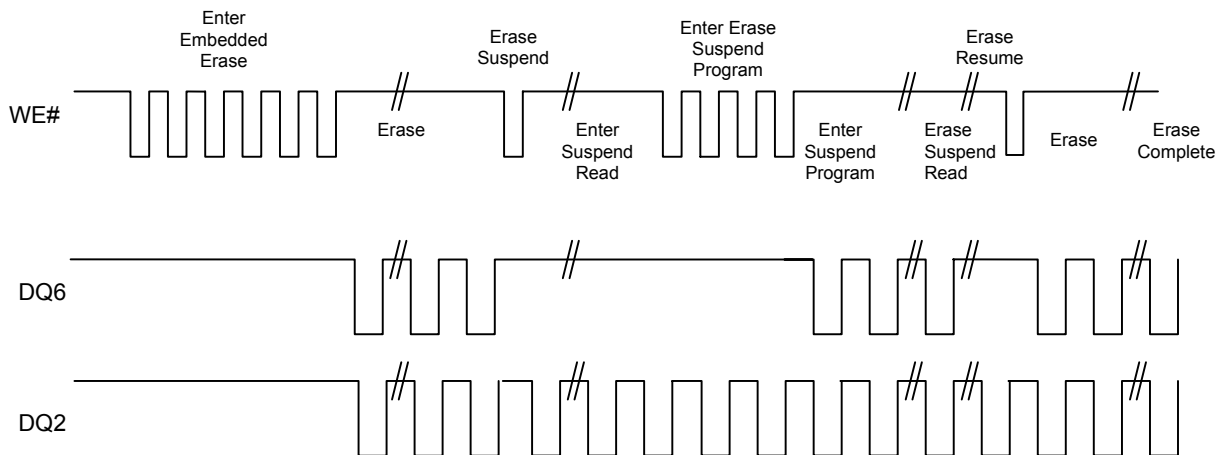 Enter
Embedded
Erase
Erase
Suspend
Enter Erase
Suspend
Program
Erase
Resume
WE#
Erase
Enter
Suspend
Read
Enter
Suspend
Program
Erase
Suspend
Read
Erase
Erase
Complete
DQ6
DQ2